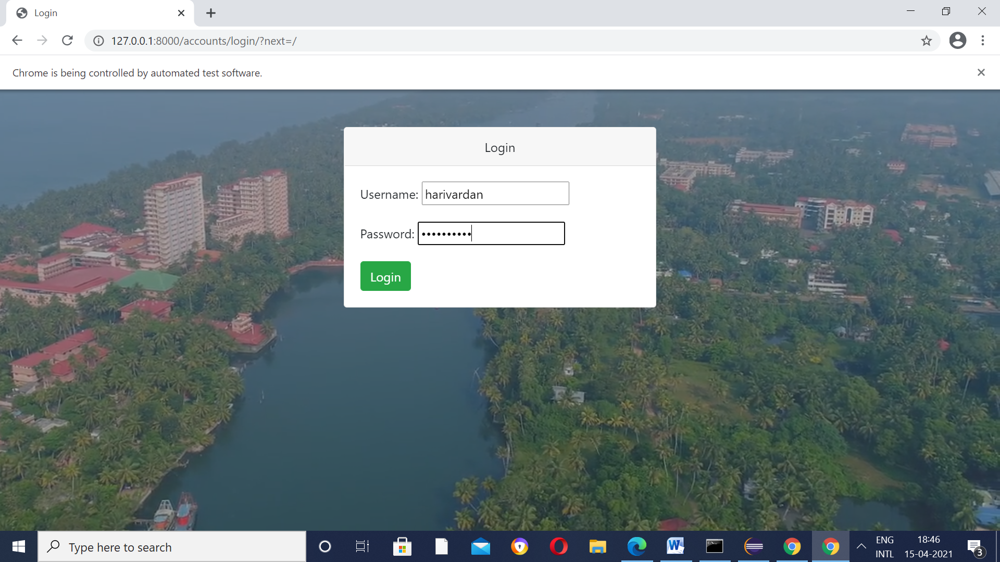 Login
127.0.0.1:8000/accounts/login/?next=/
Chrome is being controlled by automated test software.
Login
Username: harivardan
Password: ••••••••••
Login
Type here to search
ENG
INTL
18:46
15-04-2021
3